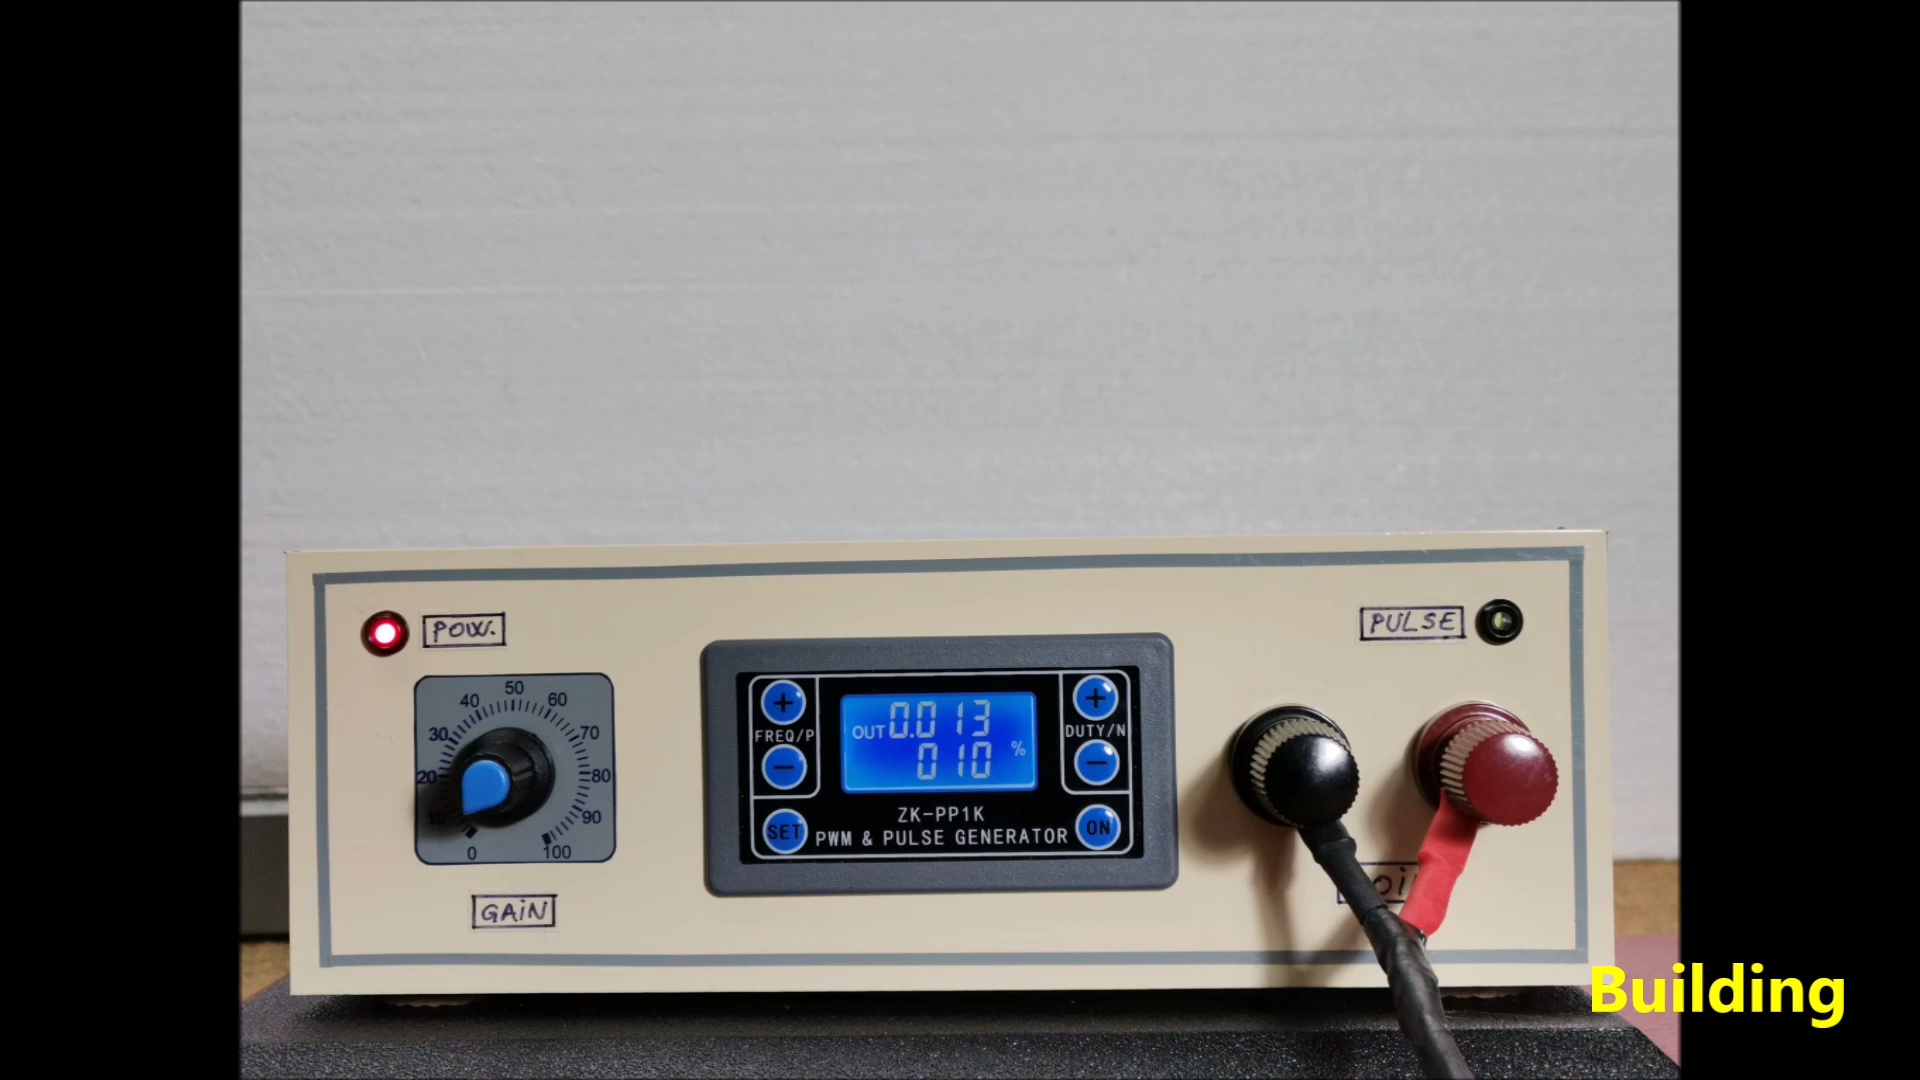 POW.
PULSE
0
10
20
30
40
50
60
70
80
90
100
GAiN
+
FREQ/P
−
SET
OUT 0.013
010 %
+
DUTY/N
−
ON
ZK-PP1K
PWM & PULSE GENERATOR
Building